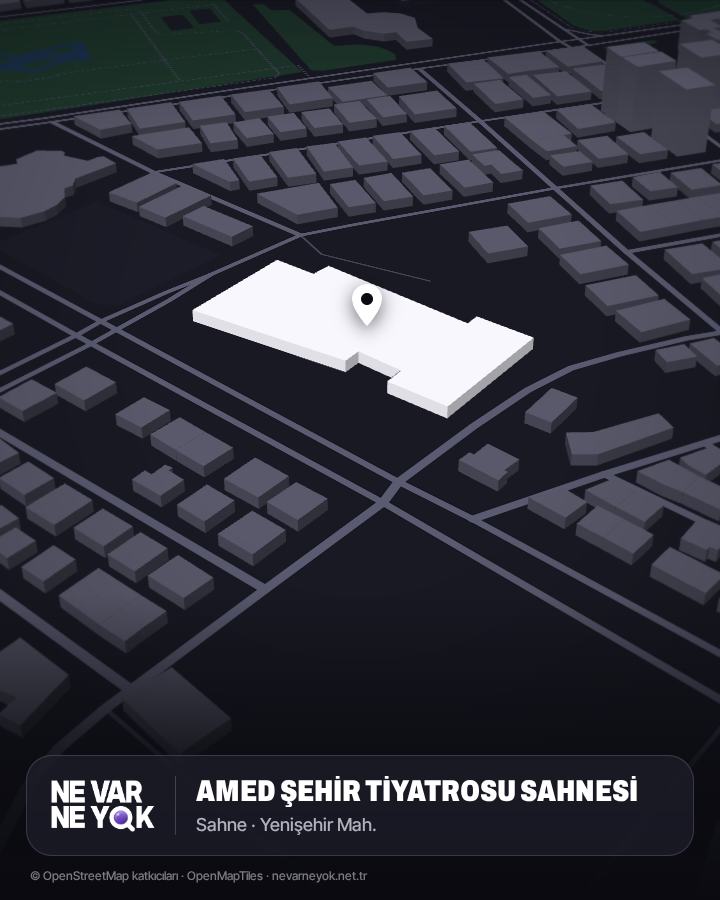 NE VAR
NE YOK
AMED ŞEHİR TİYATROSU SAHNESİ
Sahne · Yenişehir Mah.
© OpenStreetMap katkıcıları · OpenMapTiles · nevarneyok.net.tr